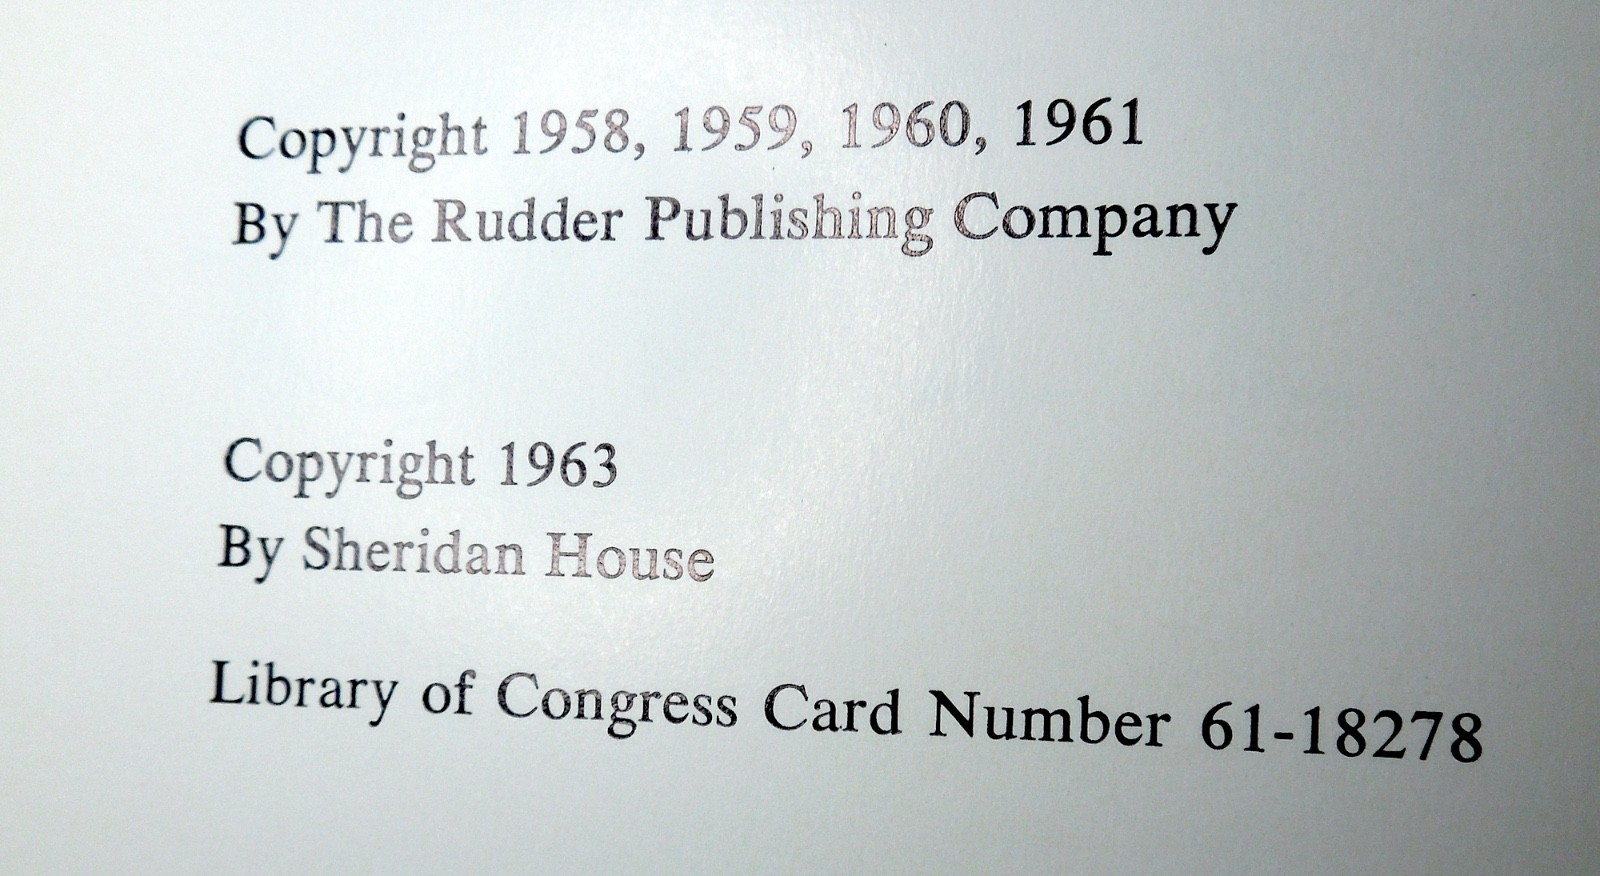 Copyright 1958, 1959, 1960, 1961
By The Rudder Publishing Company
Copyright 1963
By Sheridan House
Library of Congress Card Number 61-18278